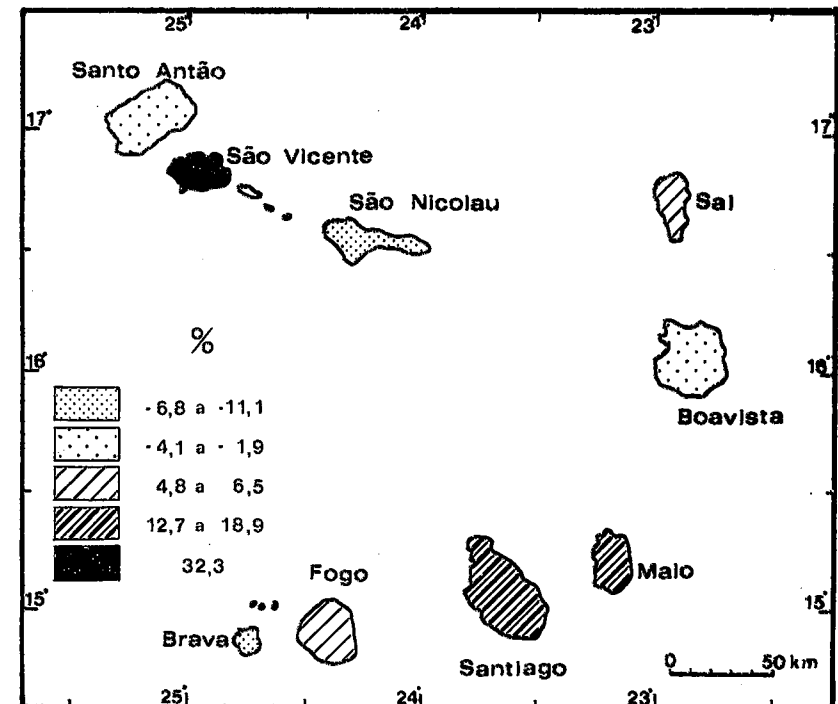 25° 24° 23°
Santo Antão
17° 17°
São Vicente
São Nicolau
Sal
%
16° 16°
-6,8 a -11,1
-4,1 a - 1,9
4,8 a 6,5
12,7 a 18,9
32,3
Boavista
Fogo
Maio
15° 15°
Brava
Santiago
0 50 km
25° 24° 23°